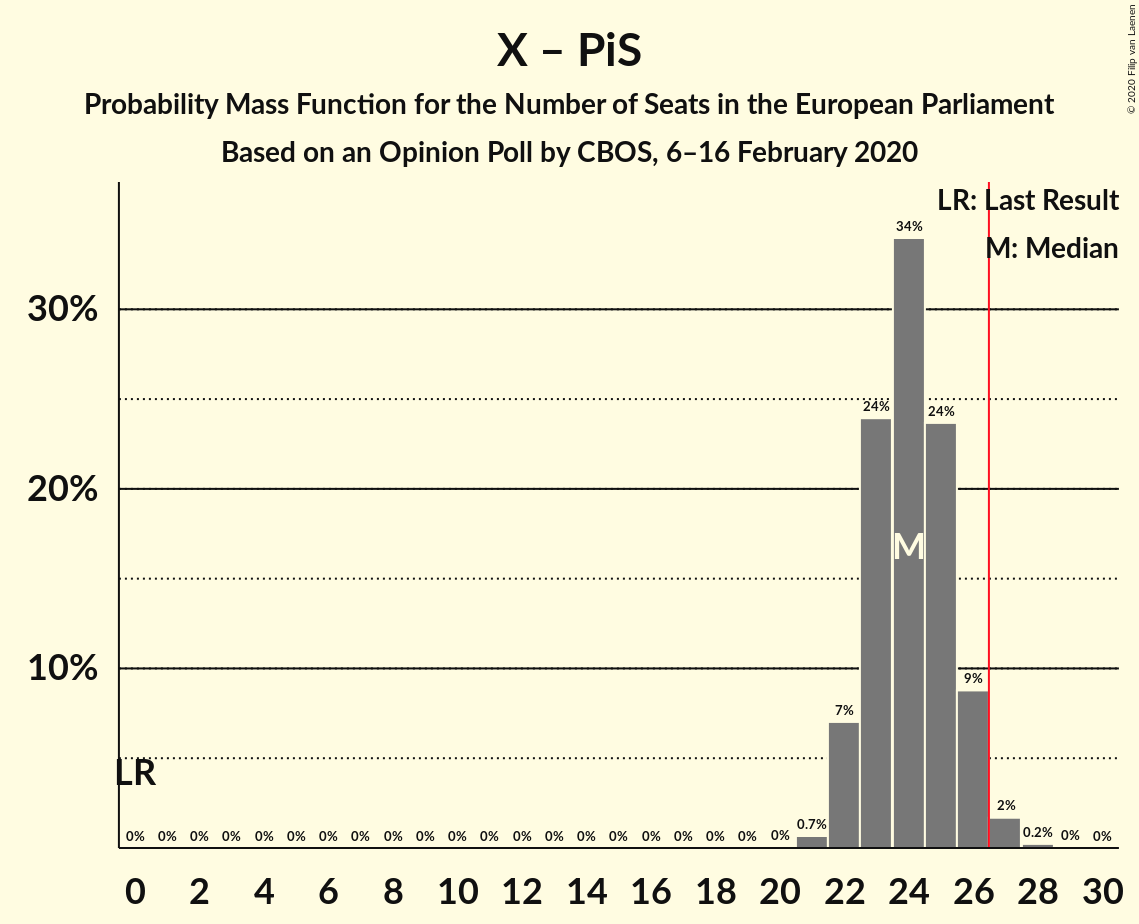 X – PiS
Probability Mass Function for the Number of Seats in the European Parliament
Based on an Opinion Poll by CBOS, 6–16 February 2020
© 2020 Filip van Laenen
LR: Last Result
M: Median
30%
20%
10%
34%
24%
24%
M
9%
7%
LR
2%
0% 0% 0% 0% 0% 0% 0% 0% 0% 0% 0% 0% 0% 0% 0% 0% 0% 0% 0% 0% 0% 0.7% 0.2% 0% 0%
0 2 4 6 8 10 12 14 16 18 20 22 24 26 28 30